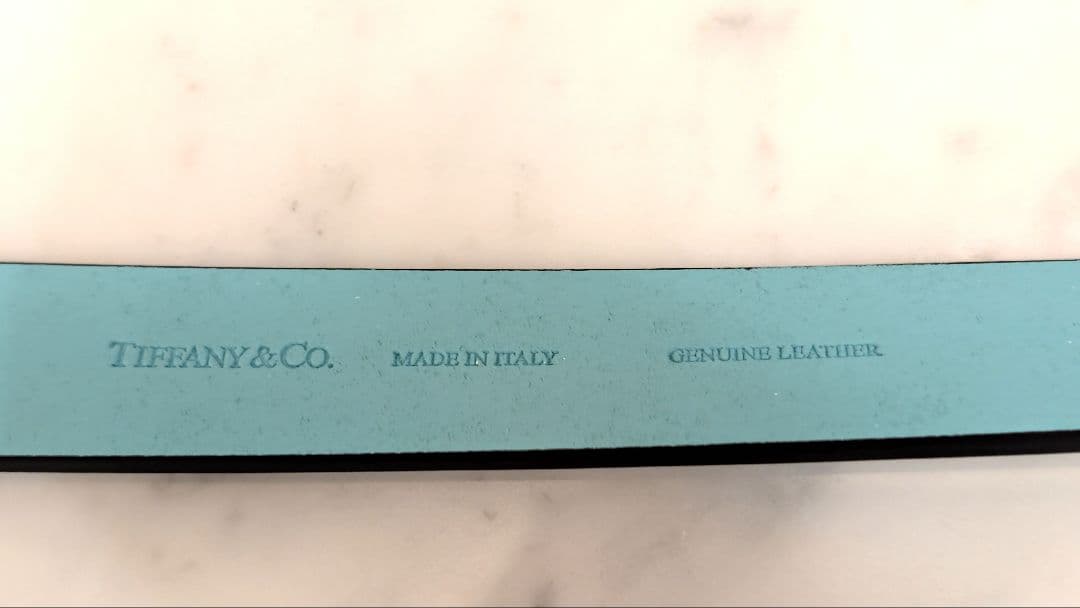 TIFFANY & CO. MADE IN ITALY GENUINE LEATHER